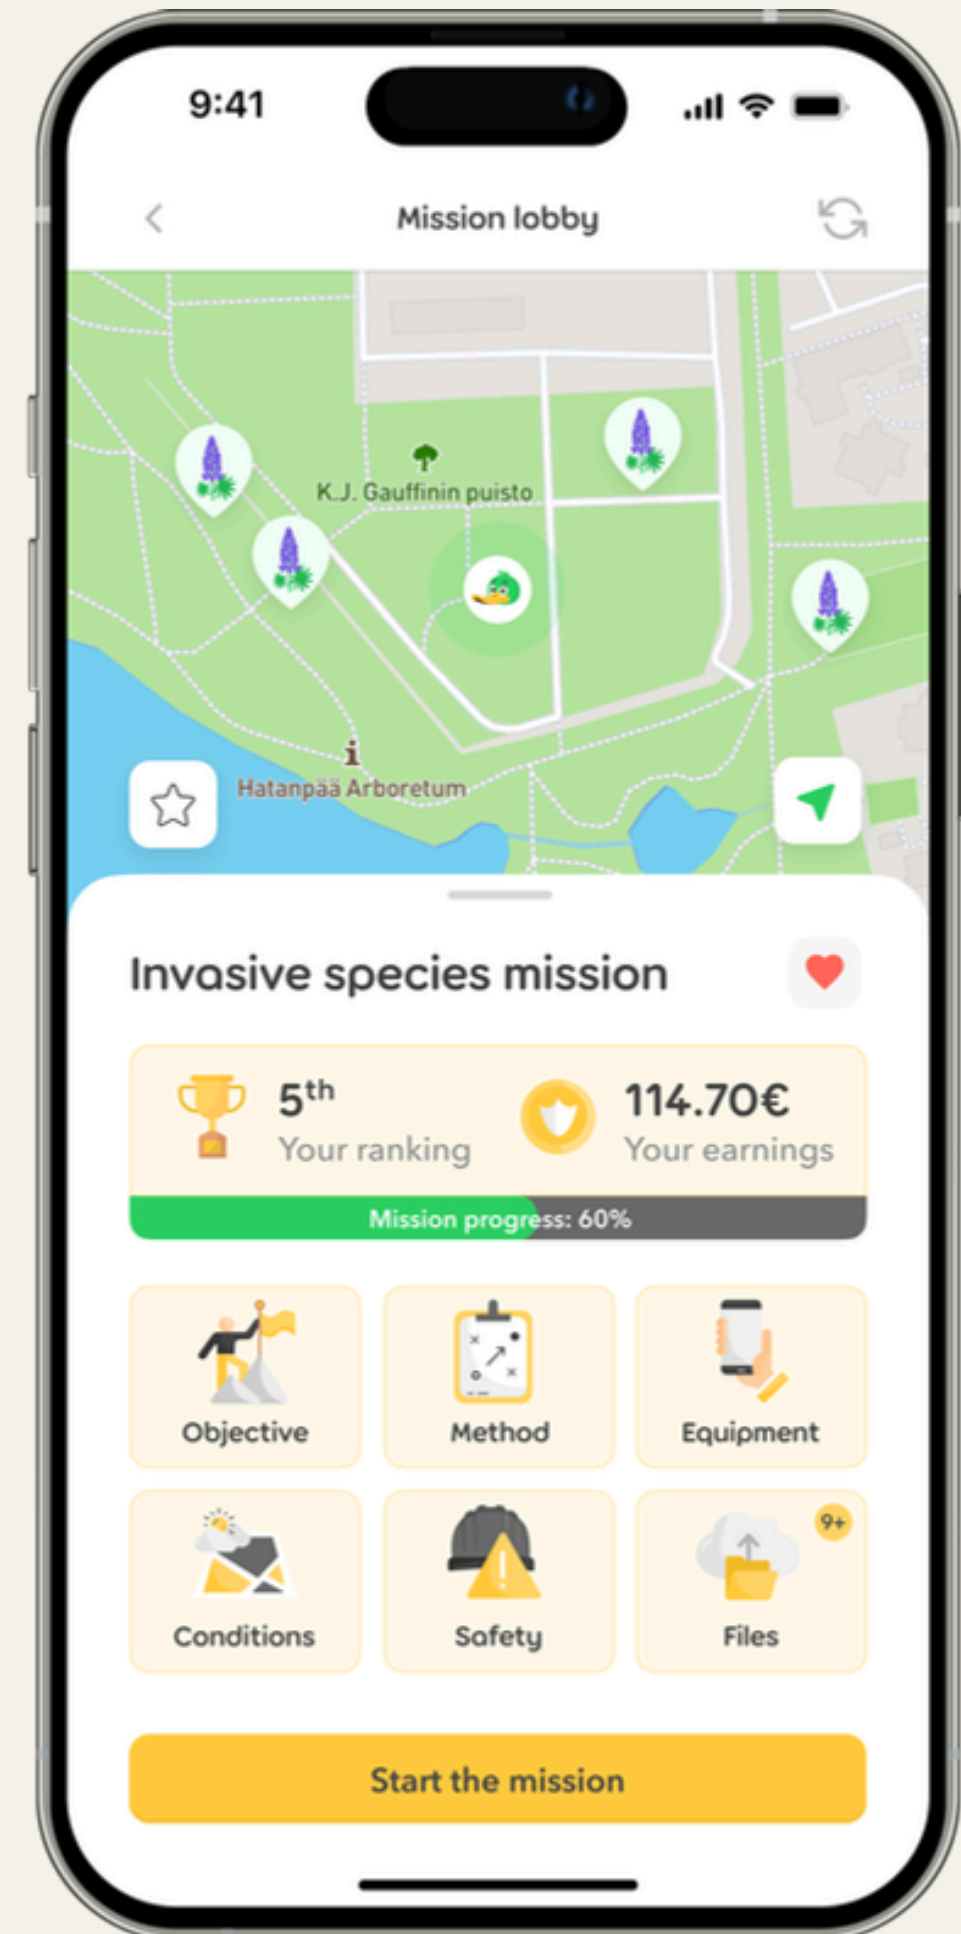 9:41
Mission lobby
K.J. Gauffinin puisto
Hatanpää Arboretum
Invasive species mission
5th
Your ranking
114.70€
Your earnings
Mission progress: 60%
Objective
Method
Equipment
Conditions
Safety
9+
Files
Start the mission